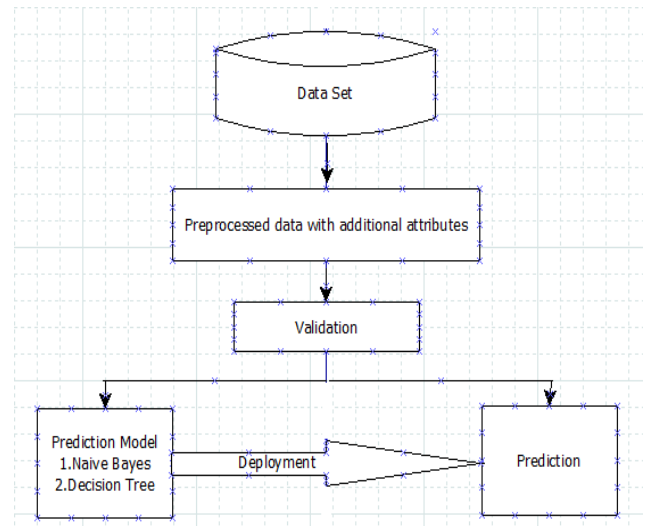 Data Set
Preprocessed data with additional attributes
Validation
Prediction Model
1.Naive Bayes
2.Decision Tree
Deployment
Prediction